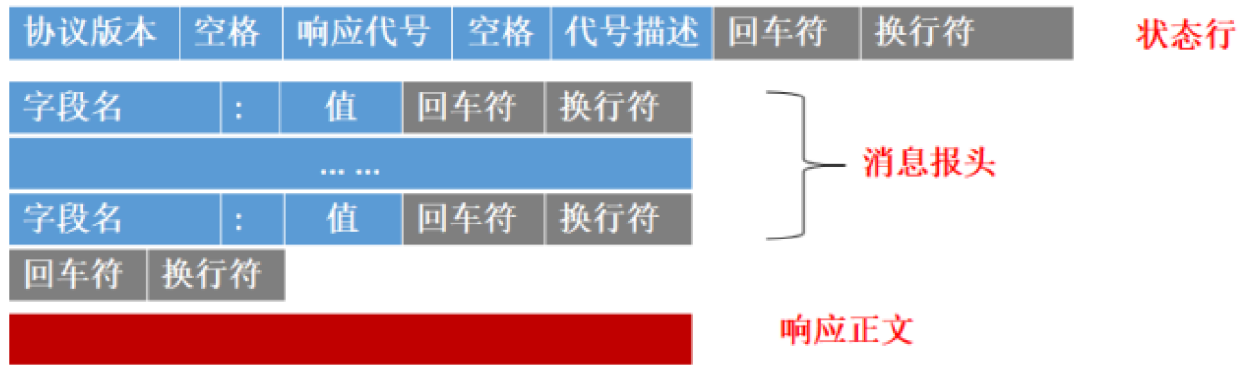 协议版本 空格 响应代号 空格 代号描述 回车符 换行符 状态行
字段名 : 值 回车符 换行符
... ...
消息报头
字段名 : 值 回车符 换行符
回车符 换行符
响应正文